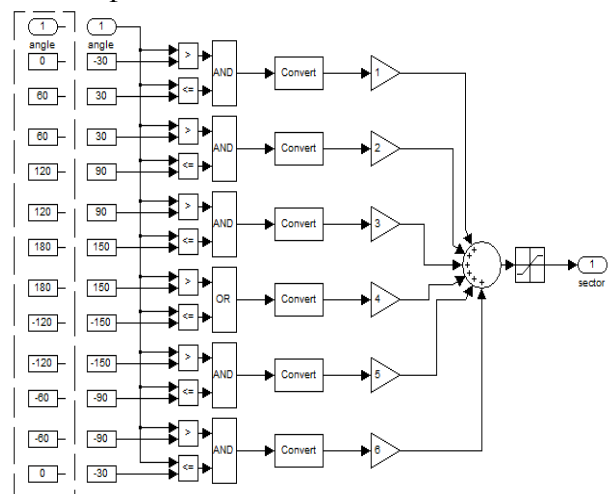 1 1
angle angle
0 -30 > AND Convert 1
60 30 <=
60 30 > AND Convert 2
120 90 <=
120 90 > AND Convert 3
180 150 <=
+ + + + + +
1
sector
180 150 > OR Convert 4
-120 -150 <=
-120 -150 > AND Convert 5
-60 -90 <=
-60 -90 > AND Convert 6
0 -30 <=